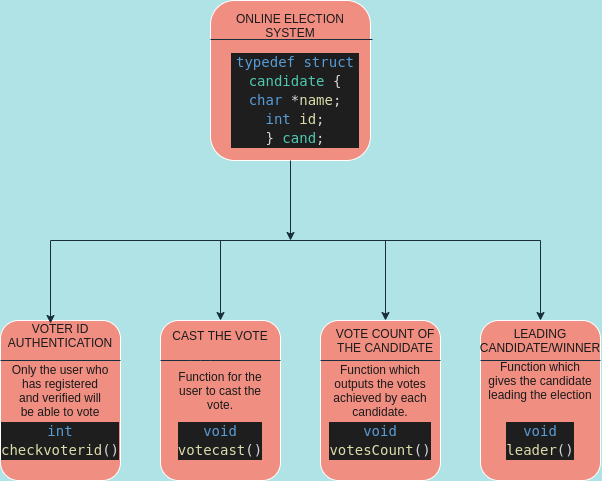 ONLINE ELECTION
SYSTEM
typedef struct
candidate {
char *name;
int id;
} cand;
VOTER ID
AUTHENTICATION
Only the user who
has registered
and verified will
be able to vote
int
checkvoterid()
CAST THE VOTE
Function for the
user to cast the
vote.
void
votecast()
VOTE COUNT OF
THE CANDIDATE
Function which
outputs the votes
achieved by each
candidate.
void
votesCount()
LEADING
CANDIDATE/WINNER
Function which
gives the candidate
leading the election
void
leader()